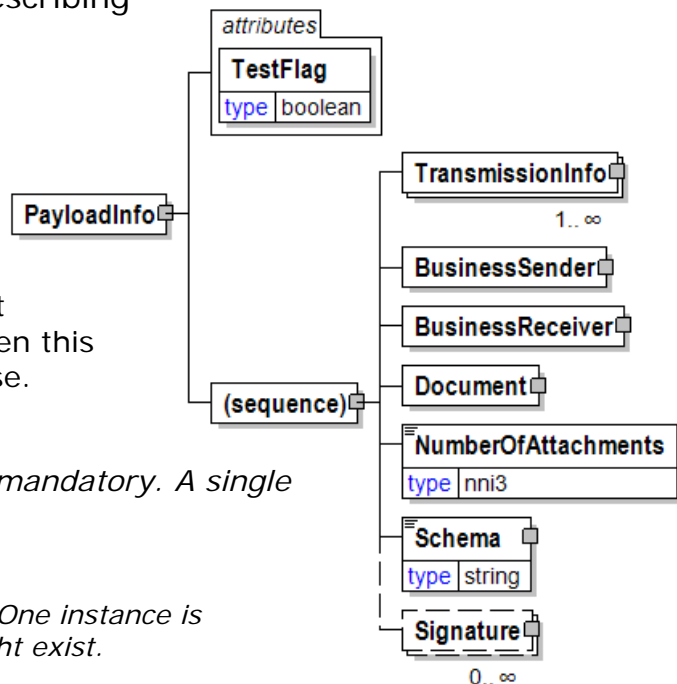 escribing
attributes
TestFlag
type boolean
TransmissionInfo
1.. ∞
PayloadInfo
BusinessSender
t
BusinessReceiver
en this
se.
Document
(sequence)
NumberOfAttachments
type nni3
mandatory. A single
Schema
type string
One instance is
Signature
ht exist.
0.. ∞